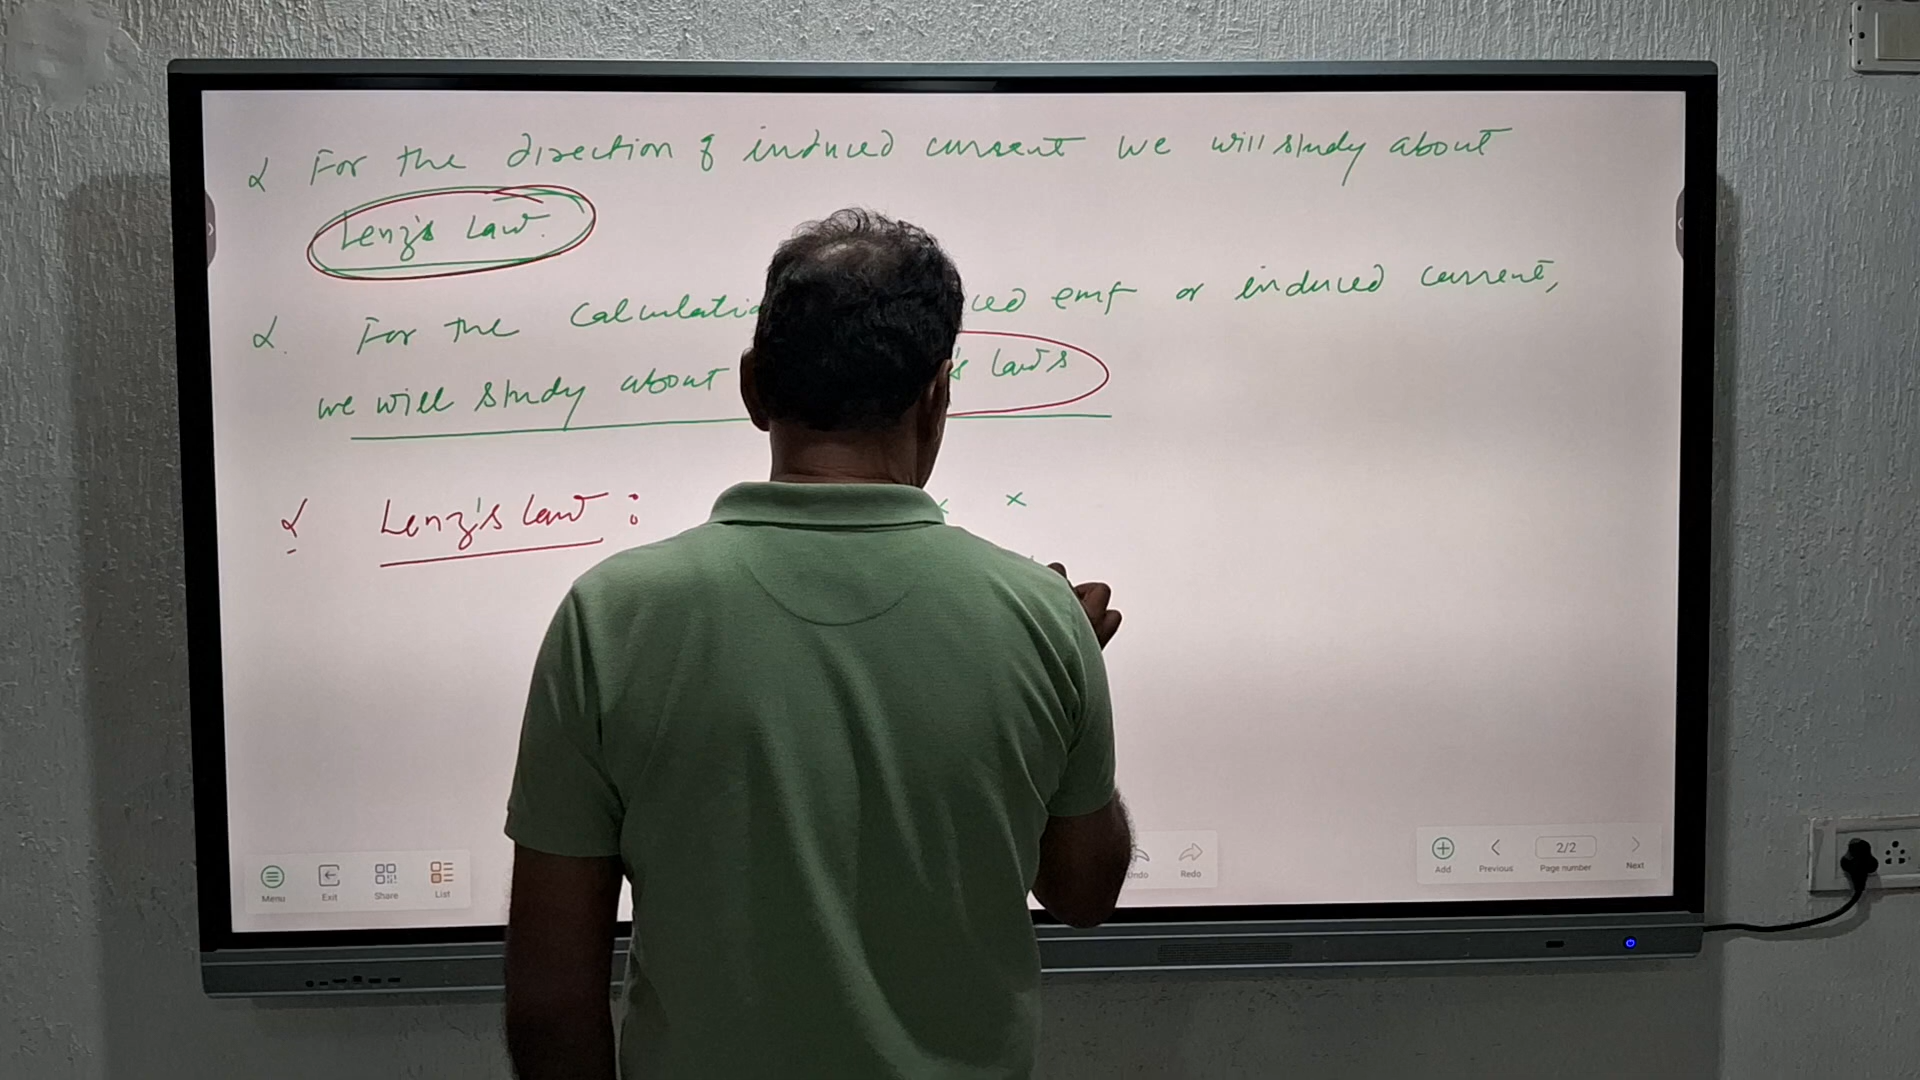 α For the direction of induced current we will study about
Lenz's Law.
α. For the calculatio ced emf or induced current,
we will study about 's laws
α Lenz's law :
x x
Menu
Exit
Share
List
Undo
Redo
Add
Previous
2/2
Page number
Next